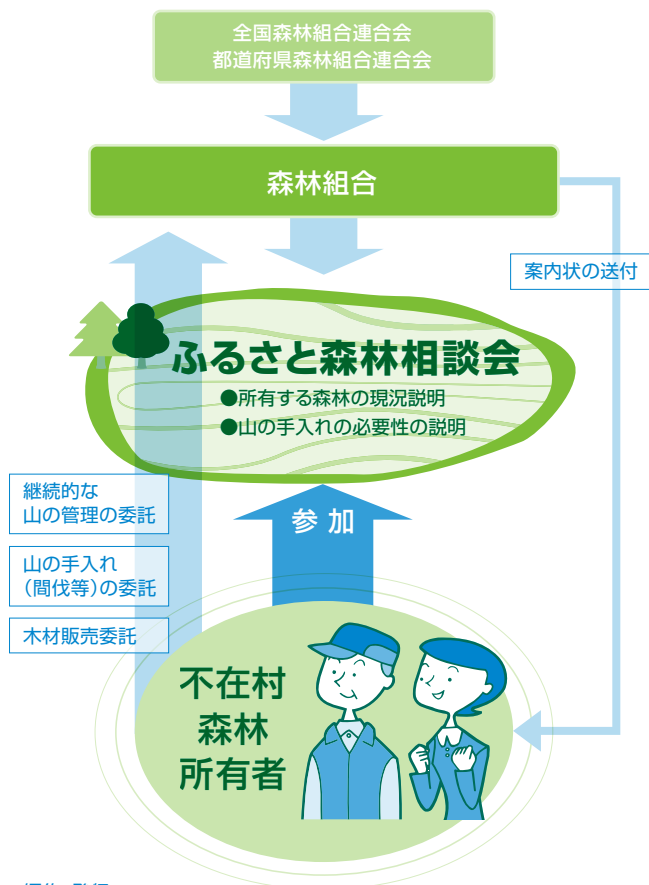 全国森林組合連合会
都道府県森林組合連合会
森林組合
案内状の送付
ふるさと森林相談会
●所有する森林の現況説明
●山の手入れの必要性の説明
参加
継続的な
山の管理の委託
山の手入れ
（間伐等）の委託
木材販売委託
不在村
森林
所有者